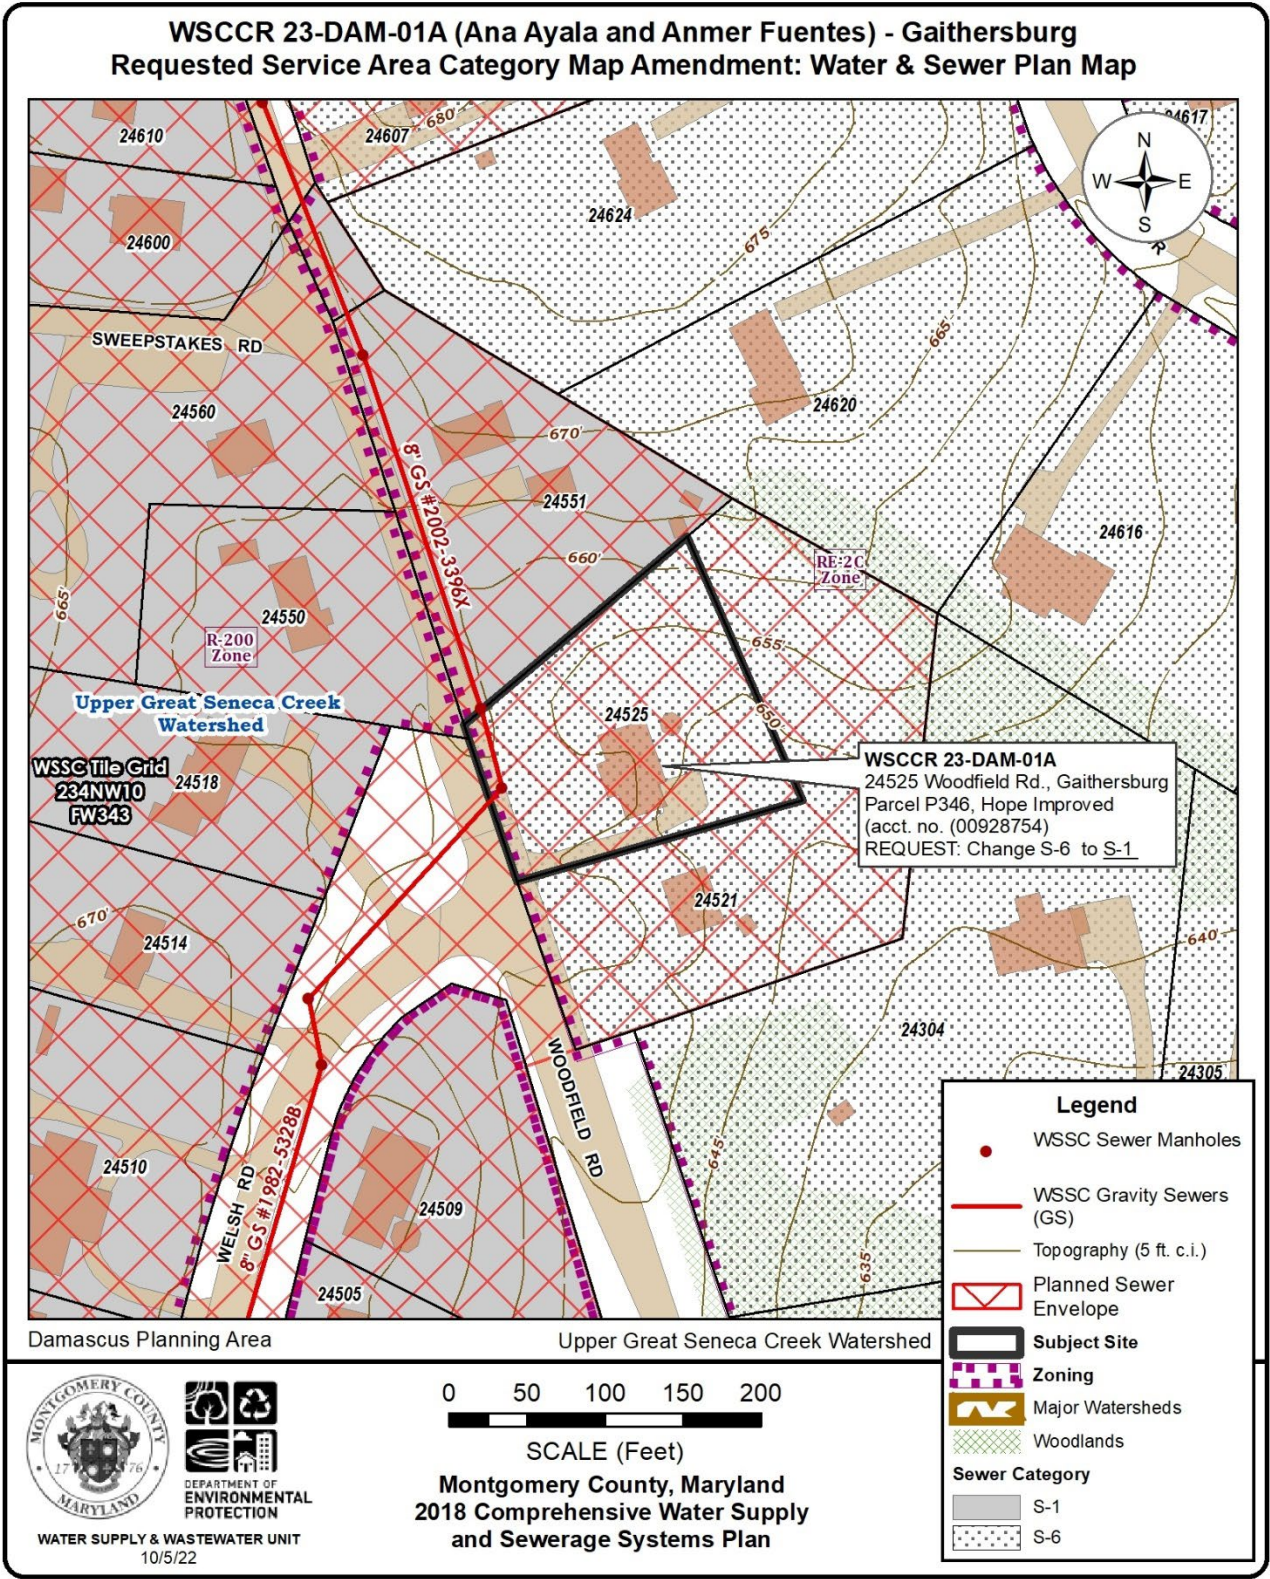 WSCCR 23-DAM-01A (Ana Ayala and Anmer Fuentes) - Gaithersburg
Requested Service Area Category Map Amendment: Water & Sewer Plan Map
24610
24607
680'
24617
N
W E
S
R
24600
24624
675
SWEEPSTAKES RD
665
24560
24620
670'
8" GS #2002-3396X
24551
24616
660'
RE-2C
Zone
665'
24550
R-200
Zone
655
Upper Great Seneca Creek
Watershed
24525
650
WSSC Tile Grid
234NW10
FW343
24518
WSCCR 23-DAM-01A
24525 Woodfield Rd., Gaithersburg
Parcel P346, Hope Improved
(acct. no. (00928754)
REQUEST: Change S-6 to S-1
24521
670'
24514
640
24304
WOODFIELD RD
24305
645'
24510
WELSH RD
8" GS #1982-5328B
24509
635'
24505
Legend
WSSC Sewer Manholes
WSSC Gravity Sewers
(GS)
Topography (5 ft. c.i.)
Planned Sewer
Envelope
Subject Site
Zoning
Major Watersheds
Woodlands
Sewer Category
S-1
S-6
Damascus Planning Area
Upper Great Seneca Creek Watershed
MONTGOMERY COUNTY
17 76
MARYLAND
DEPARTMENT OF
ENVIRONMENTAL
PROTECTION
WATER SUPPLY & WASTEWATER UNIT
10/5/22
0 50 100 150 200
SCALE (Feet)
Montgomery County, Maryland
2018 Comprehensive Water Supply
and Sewerage Systems Plan